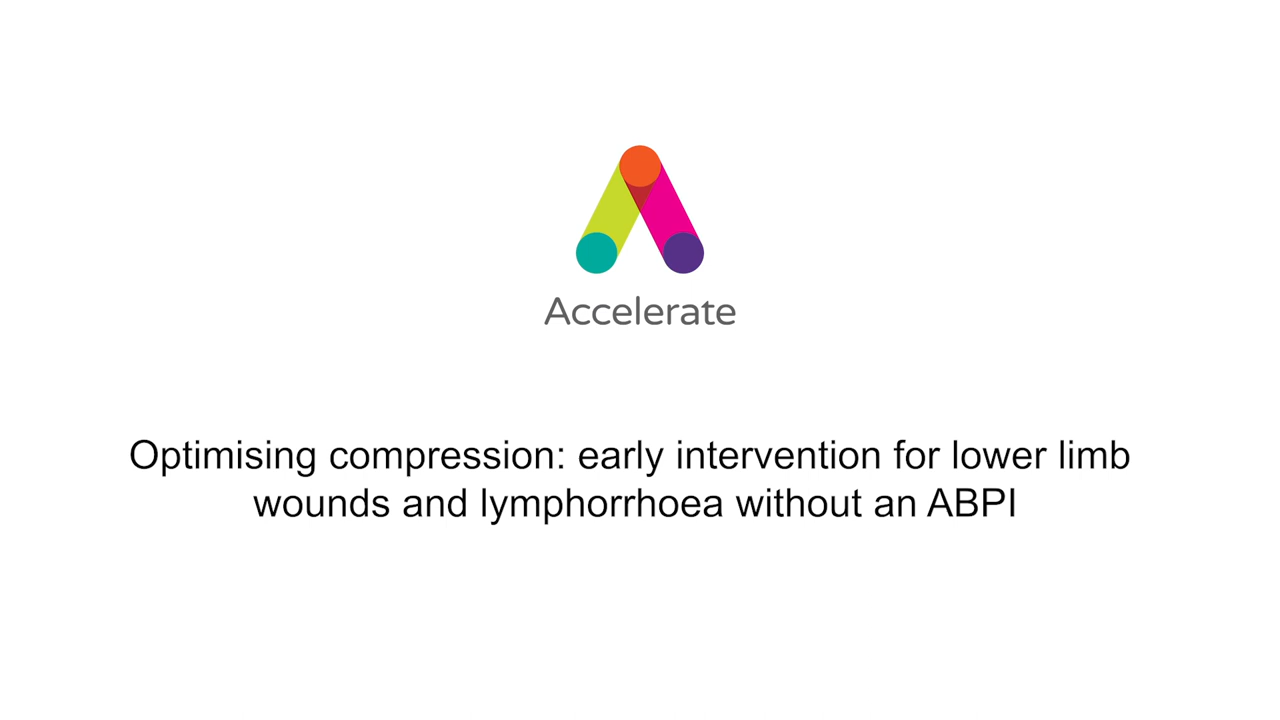 Accelerate
Optimising compression: early intervention for lower limb
wounds and lymphorrhoea without an ABPI